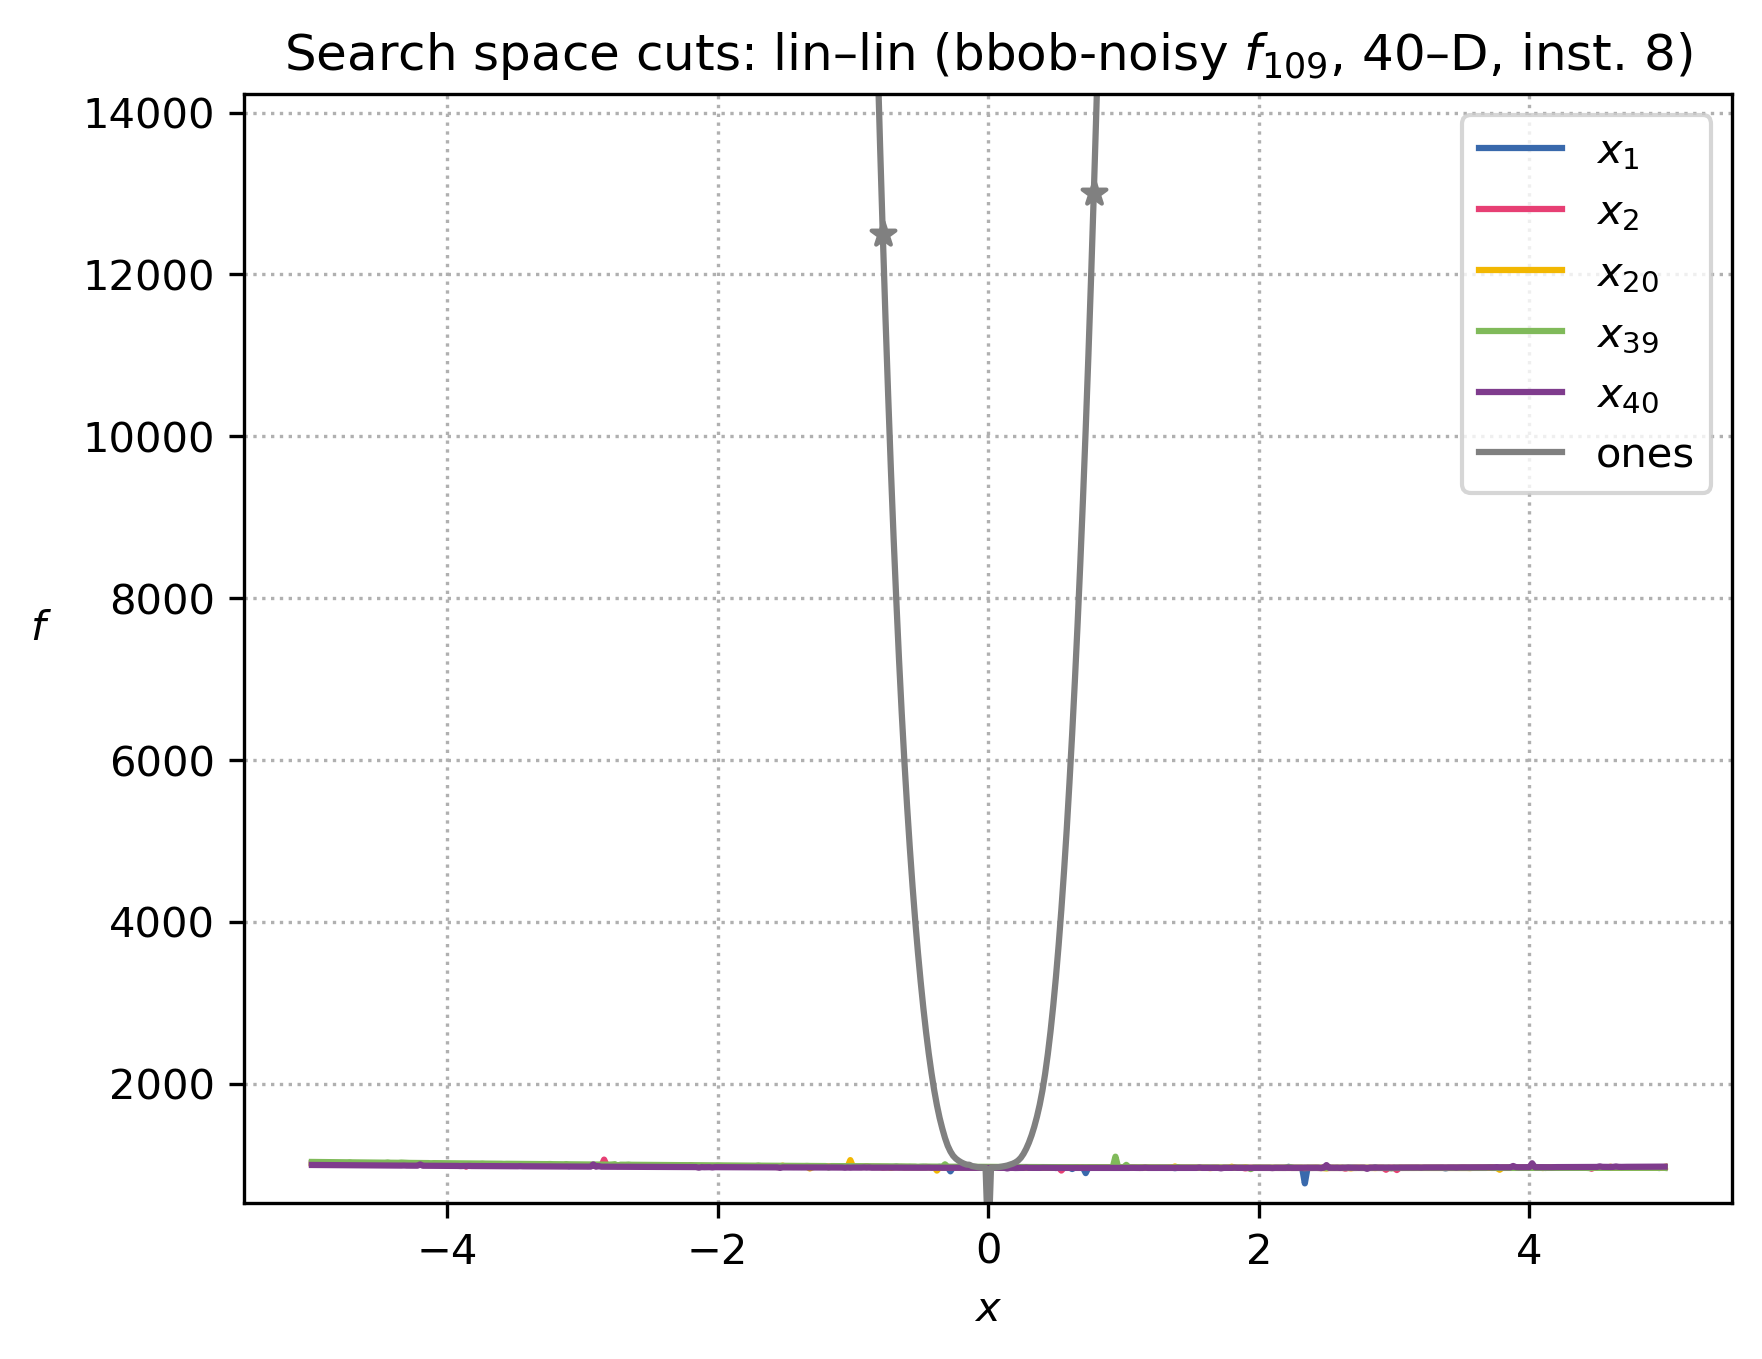 Search space cuts: lin–lin (bbob-noisy f₁₀₉, 40–D, inst. 8)
14000
12000
10000
8000
6000
4000
2000
f
−4
−2
0
2
4
x
x₁
x₂
x₂₀
x₃₉
x₄₀
ones